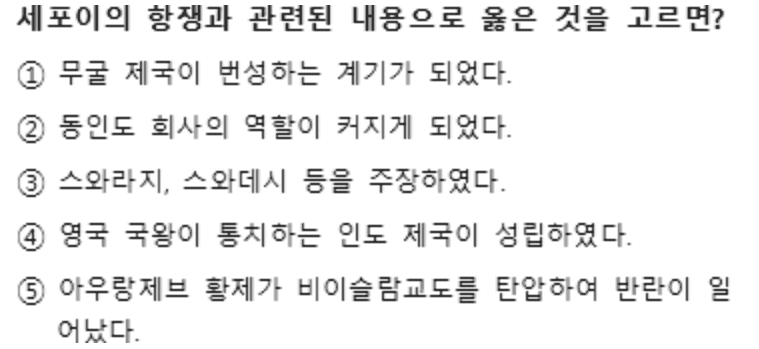 세포이의 항쟁과 관련된 내용으로 옳은 것을 고르면?
① 무굴 제국이 번성하는 계기가 되었다.
② 동인도 회사의 역할이 커지게 되었다.
③ 스와라지, 스와데시 등을 주장하였다.
④ 영국 국왕이 통치하는 인도 제국이 성립하였다.
⑤ 아우랑제브 황제가 비이슬람교도를 탄압하여 반란이 일
어났다.